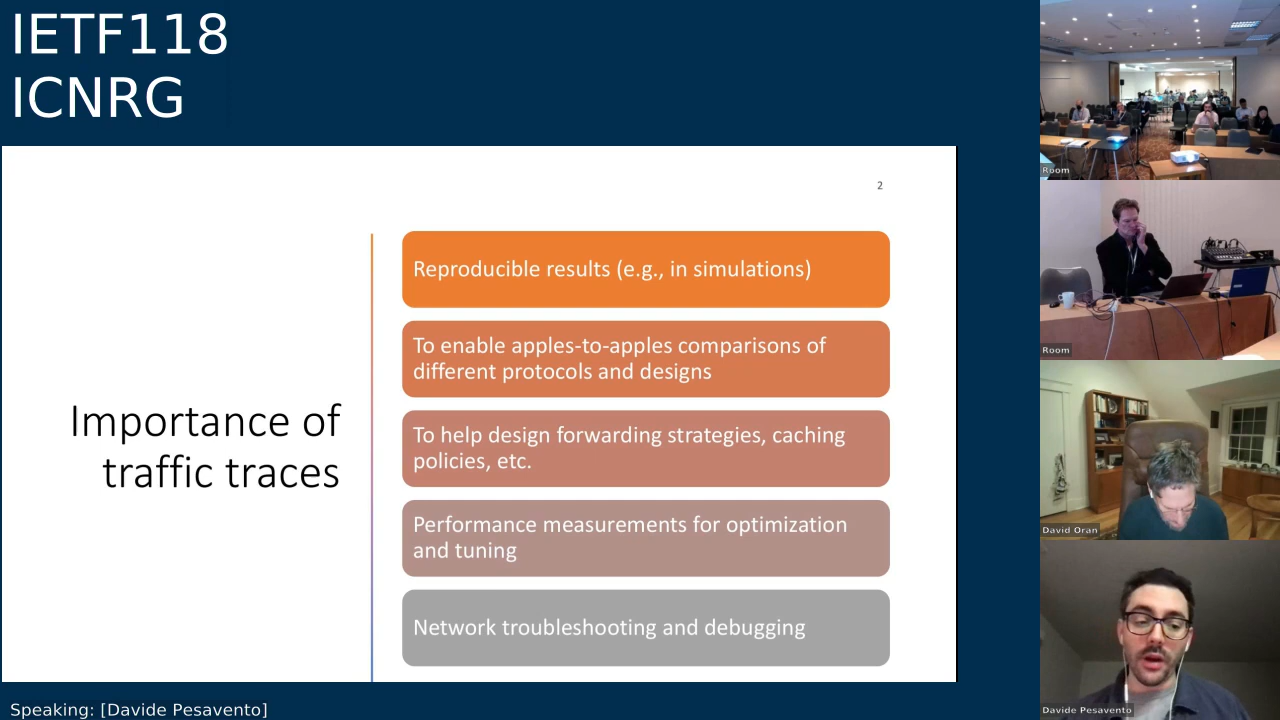 IETF118
ICNRG
2
Importance of
traffic traces
Reproducible results (e.g., in simulations)
To enable apples-to-apples comparisons of
different protocols and designs
To help design forwarding strategies, caching
policies, etc.
Performance measurements for optimization
and tuning
Network troubleshooting and debugging
Room
Room
David Oran
Davide Pesavento
Speaking: [Davide Pesavento]